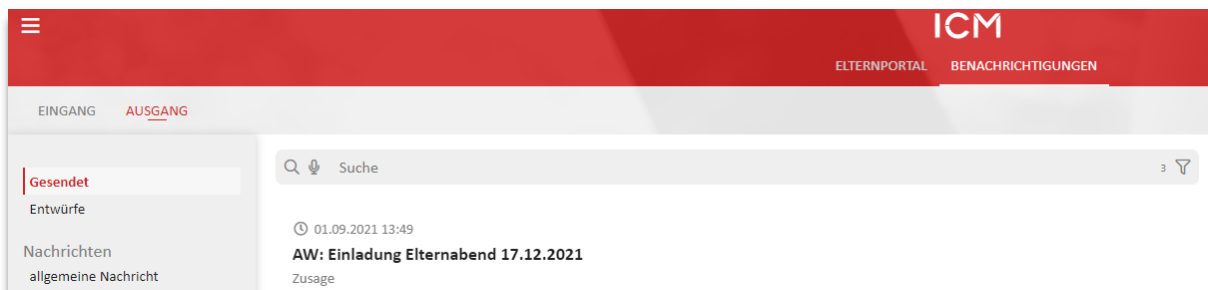 ICM
ELTERNPORTAL BENACHRICHTIGUNGEN
EINGANG AUSGANG
Suche 3
Gesendet
Entwürfe
01.09.2021 13:49
AW: Einladung Elternabend 17.12.2021
Zusage
Nachrichten
allgemeine Nachricht